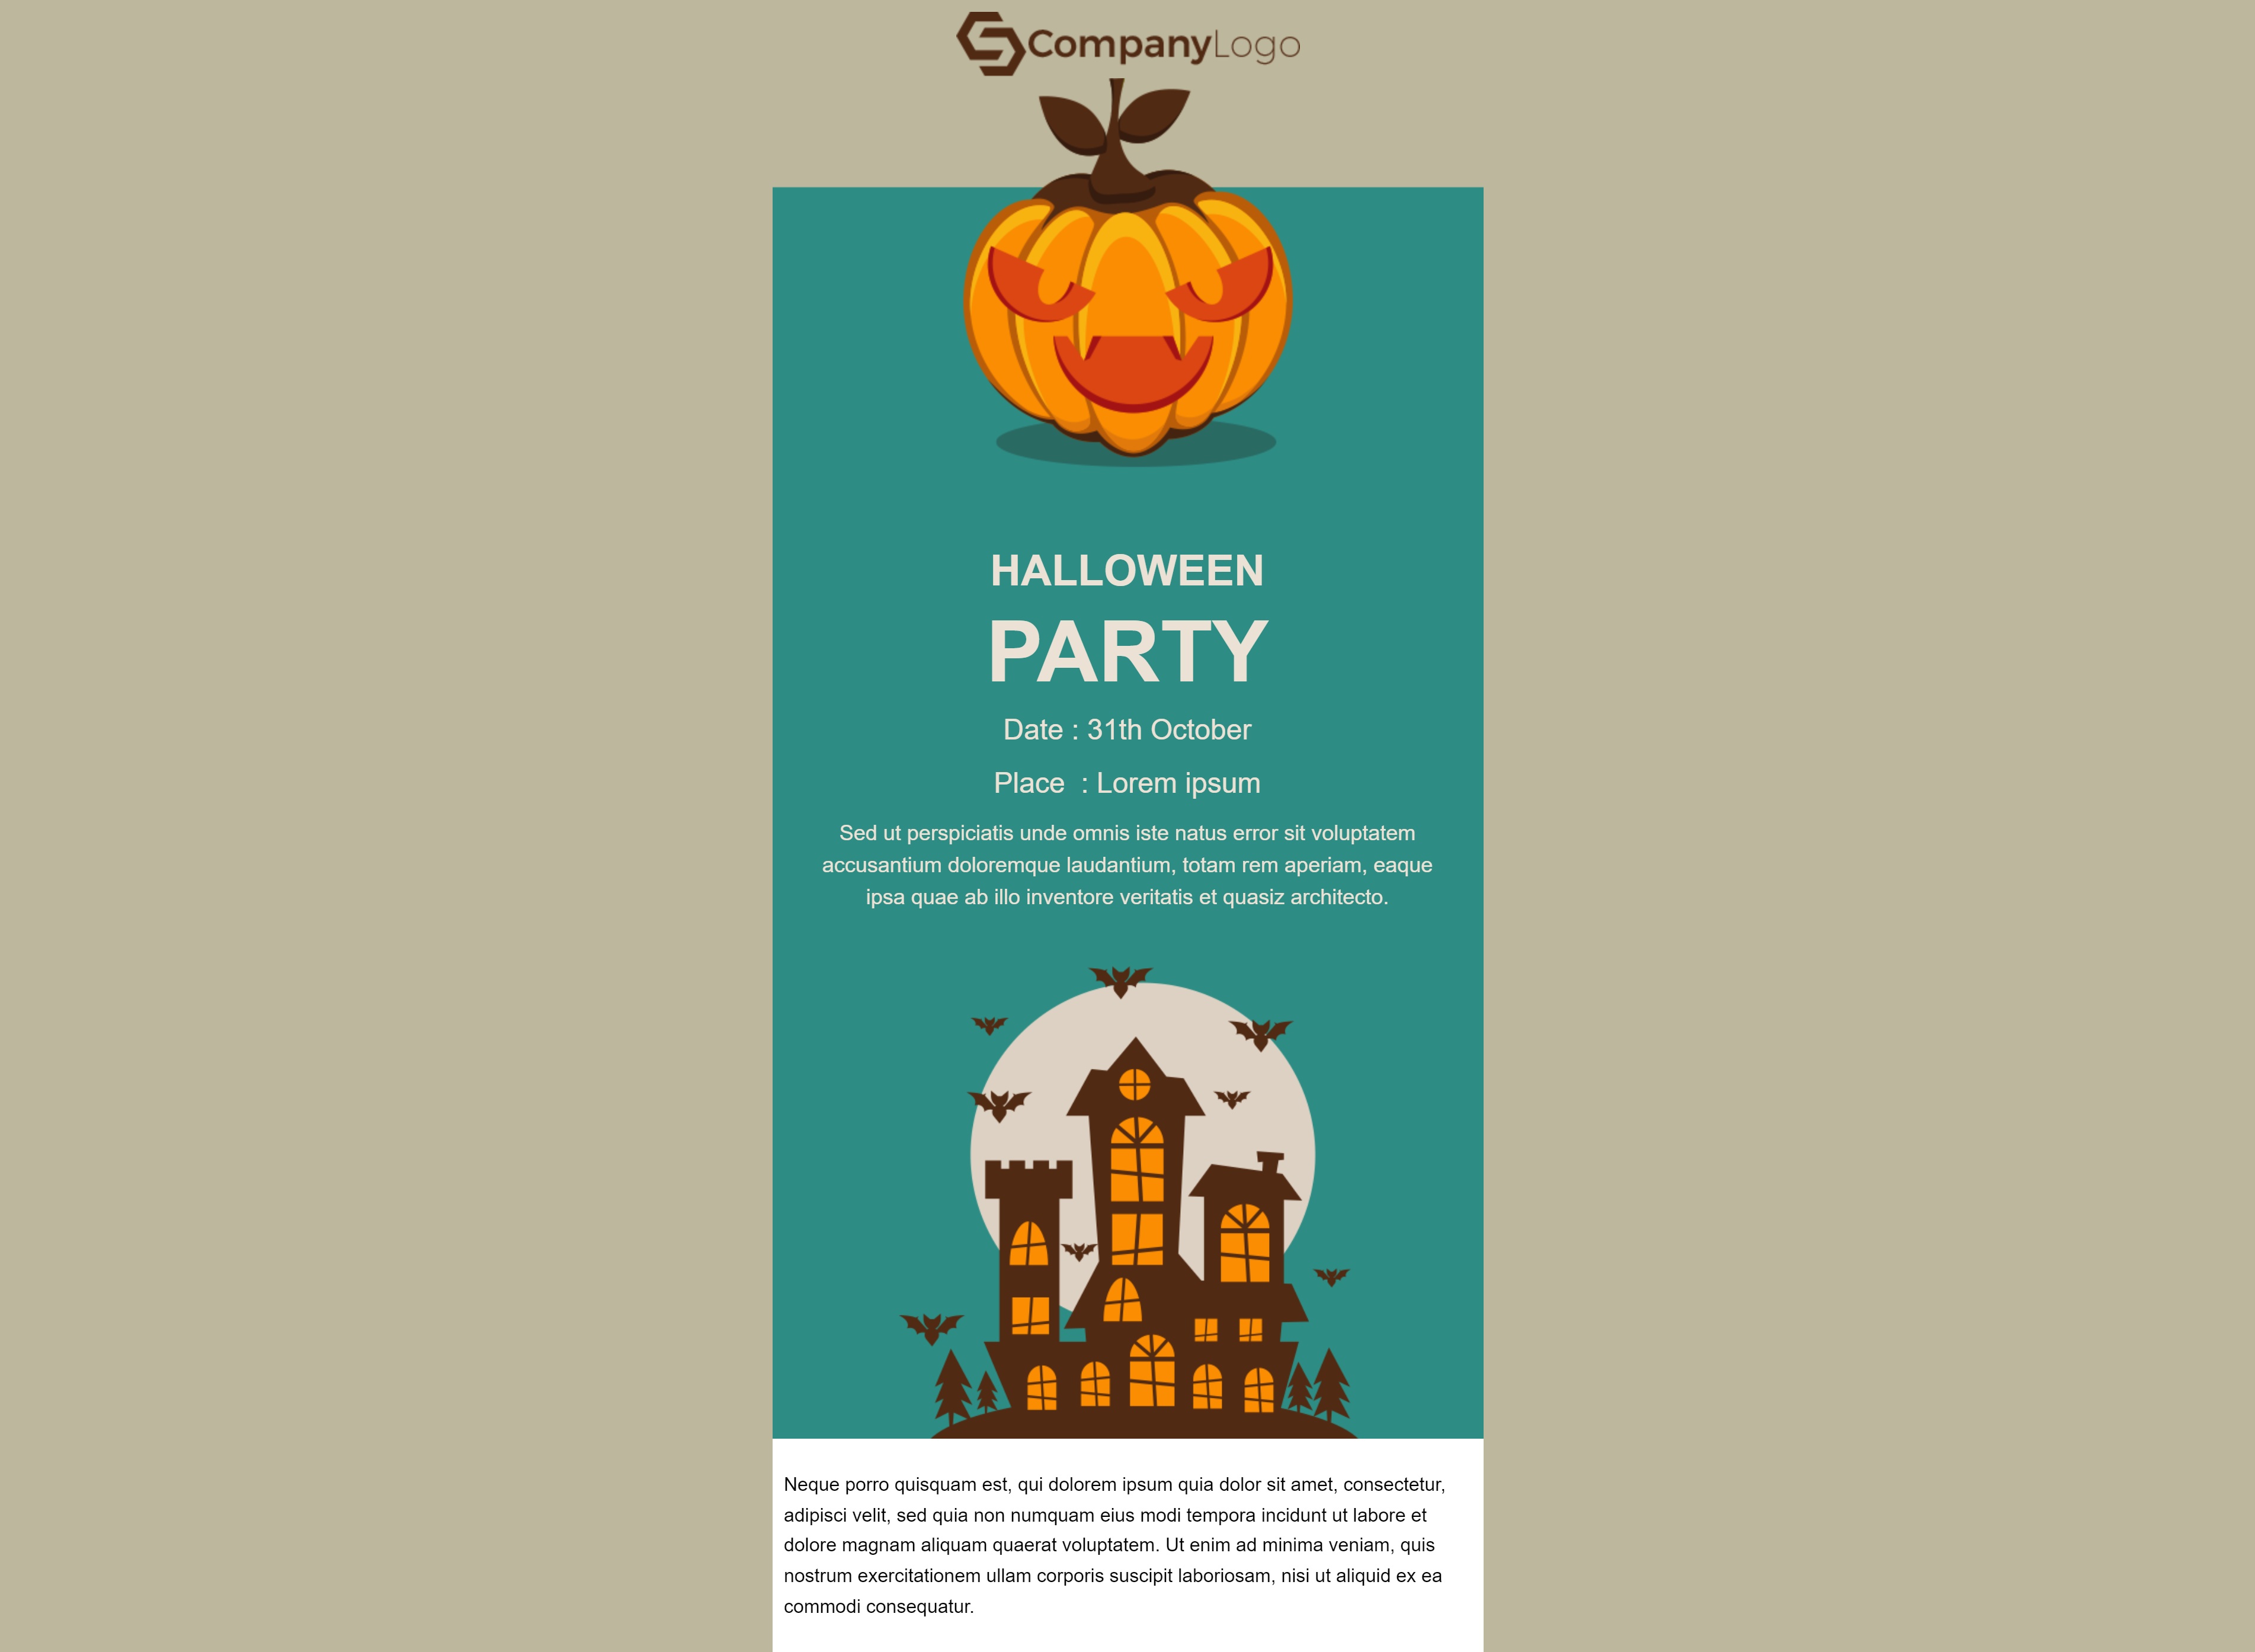 CompanyLogo
HALLOWEEN
PARTY
Date : 31th October
Place  : Lorem ipsum
Sed ut perspiciatis unde omnis iste natus error sit voluptatem
accusantium doloremque laudantium, totam rem aperiam, eaque
ipsa quae ab illo inventore veritatis et quasiz architecto.
Neque porro quisquam est, qui dolorem ipsum quia dolor sit amet, consectetur,
adipisci velit, sed quia non numquam eius modi tempora incidunt ut labore et
dolore magnam aliquam quaerat voluptatem. Ut enim ad minima veniam, quis
nostrum exercitationem ullam corporis suscipit laboriosam, nisi ut aliquid ex ea
commodi consequatur.